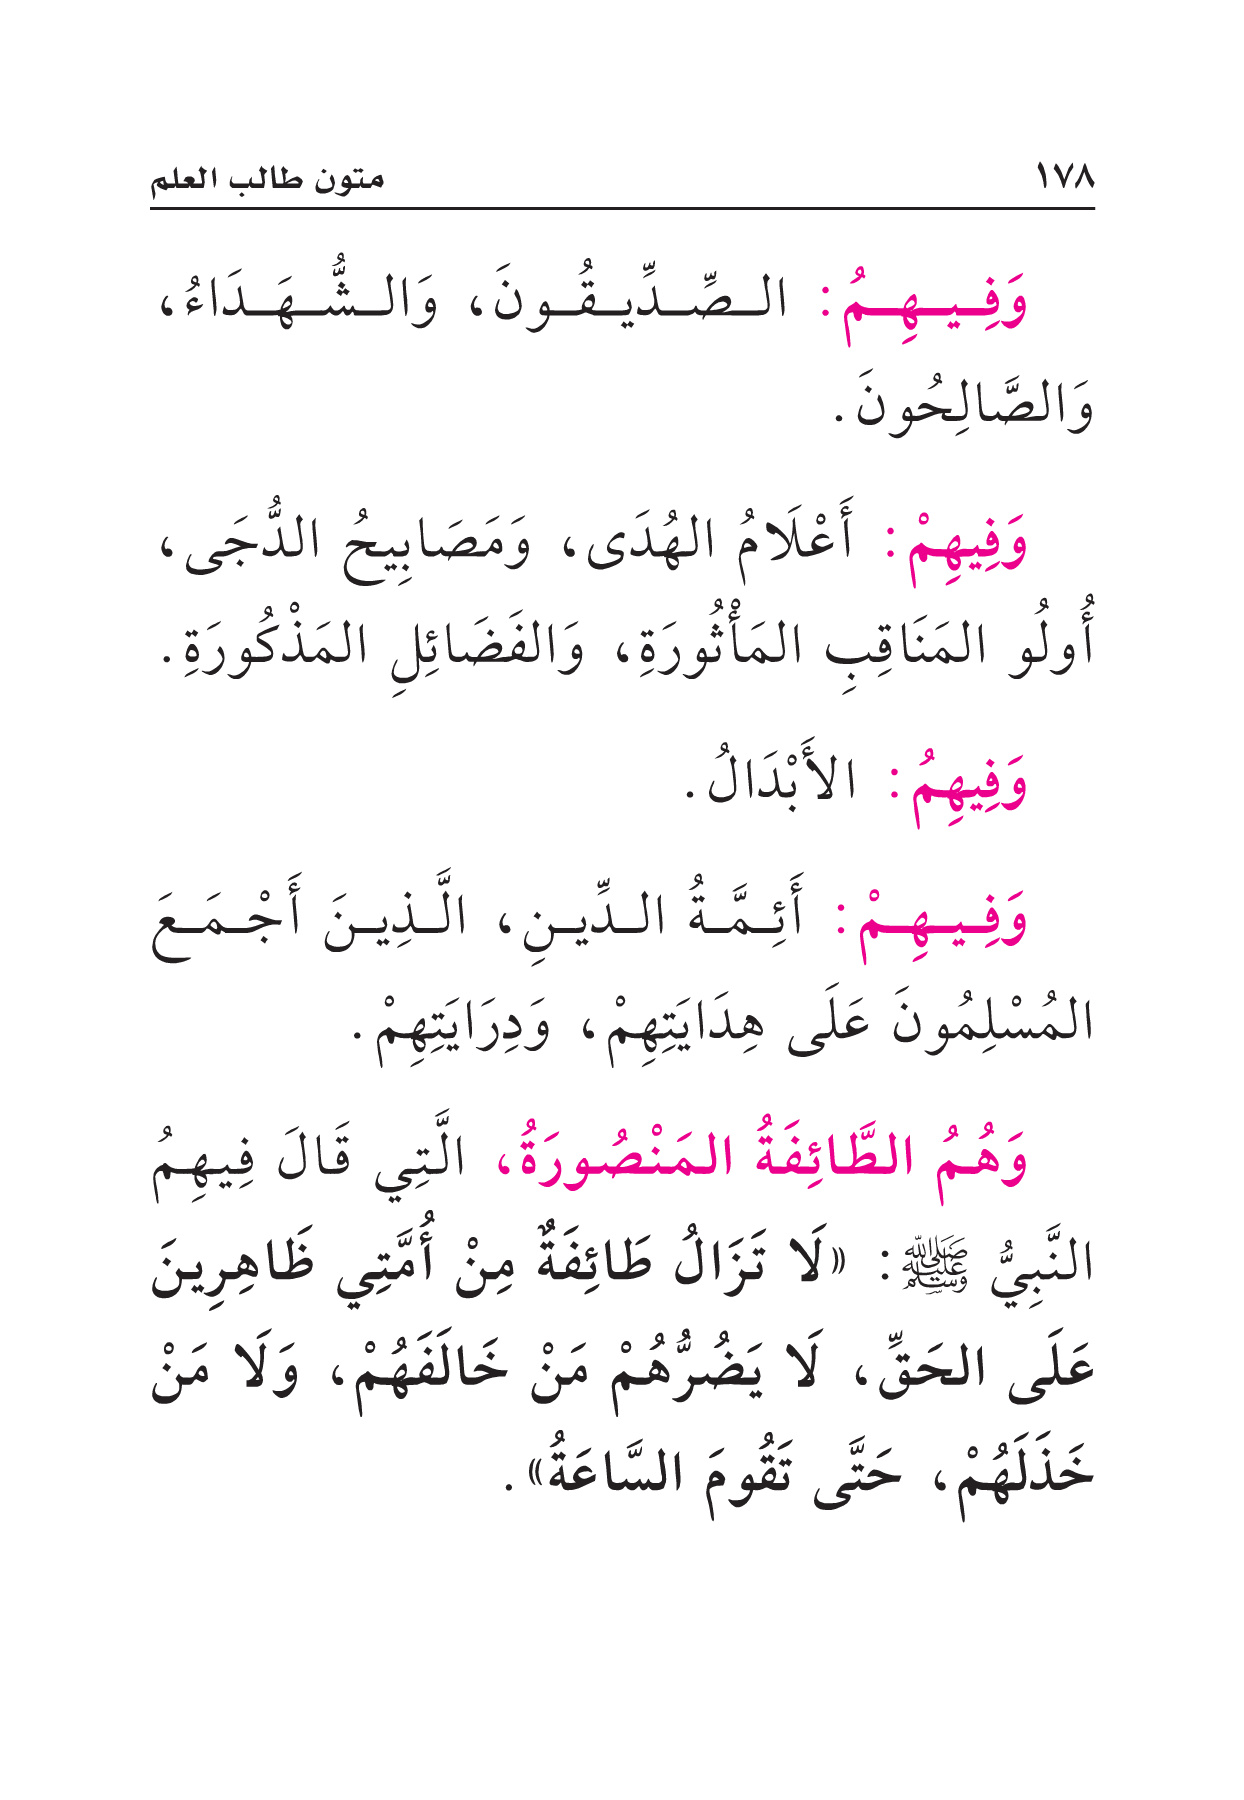 ١٧٨ متون طالب العلم
وَفِيهِمُ: الصِّدِّيقُونَ، وَالشُّهَدَاءُ،
وَالصَّالِحُونَ.
وَفِيهِمْ: أَعْلَامُ الهُدَى، وَمَصَابِيحُ الدُّجَى،
أُولُو المَنَاقِبِ المَأْثُورَةِ، وَالفَضَائِلِ المَذْكُورَةِ.
وَفِيهِمُ: الأَبْدَالُ.
وَفِيهِمْ: أَئِمَّةُ الدِّينِ، الَّذِينَ أَجْمَعَ
المُسْلِمُونَ عَلَى هِدَايَتِهِمْ، وَدِرَايَتِهِمْ.
وَهُمُ الطَّائِفَةُ المَنْصُورَةُ، الَّتِي قَالَ فِيهِمُ
النَّبِيُّ ﷺ: «لَا تَزَالُ طَائِفَةٌ مِنْ أُمَّتِي ظَاهِرِينَ
عَلَى الحَقِّ، لَا يَضُرُّهُمْ مَنْ خَالَفَهُمْ، وَلَا مَنْ
خَذَلَهُمْ، حَتَّى تَقُومَ السَّاعَةُ».